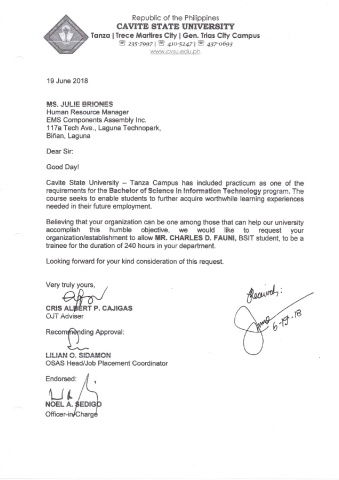 Republic of the Philippines
CAVITE STATE UNIVERSITY
Tanza | Trece Martires City | Gen. Trias City Campus
☏ 235-7997 | ☏ 410-5247 | ☏ 437-0693
www.cvsu.edu.ph
19 June 2018
MS. JULIE BRIONES
Human Resource Manager
EMS Components Assembly Inc.
117a Tech Ave., Laguna Technopark,
Biñan, Laguna
Dear Sir:
Good Day!
Cavite State University – Tanza Campus has included practicum as one of the
requirements for the Bachelor of Science in Information Technology program. The
course seeks to enable students to further acquire worthwhile learning experiences
needed in their future employment.
Believing that your organization can be one among those that can help our university
accomplish this humble objective, we would like to request your
organization/establishment to allow MR. CHARLES D. FAUNI, BSIT student, to be a
trainee for the duration of 240 hours in your department.
Looking forward for your kind consideration of this request.
Very truly yours,
CRIS ALBERT P. CAJIGAS
OJT Adviser
Received:
6-19-18
Recommending Approval:
LILIAN O. SIDAMON
OSAS Head/Job Placement Coordinator
Endorsed:
NOEL A. SEDIGO
Officer-in-Charge